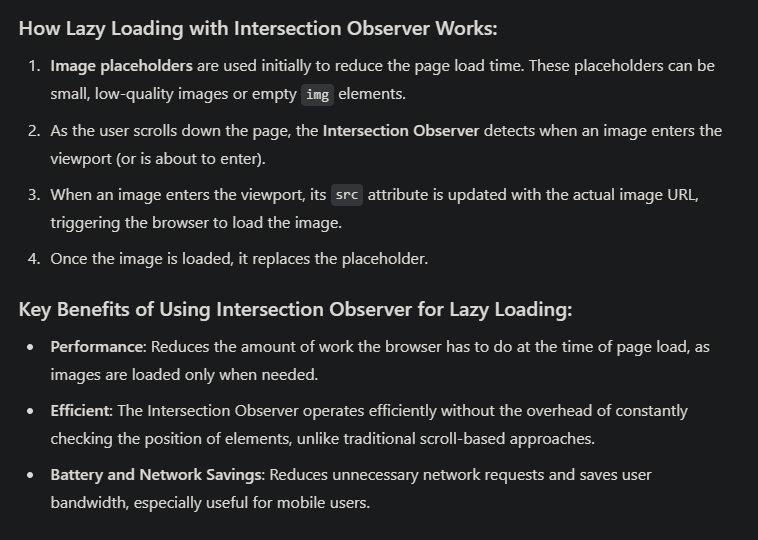 How Lazy Loading with Intersection Observer Works:
1. Image placeholders are used initially to reduce the page load time. These placeholders can be
small, low-quality images or empty img elements.
2. As the user scrolls down the page, the Intersection Observer detects when an image enters the
viewport (or is about to enter).
3. When an image enters the viewport, its src attribute is updated with the actual image URL,
triggering the browser to load the image.
4. Once the image is loaded, it replaces the placeholder.
Key Benefits of Using Intersection Observer for Lazy Loading:
• Performance: Reduces the amount of work the browser has to do at the time of page load, as
images are loaded only when needed.
• Efficient: The Intersection Observer operates efficiently without the overhead of constantly
checking the position of elements, unlike traditional scroll-based approaches.
• Battery and Network Savings: Reduces unnecessary network requests and saves user
bandwidth, especially useful for mobile users.